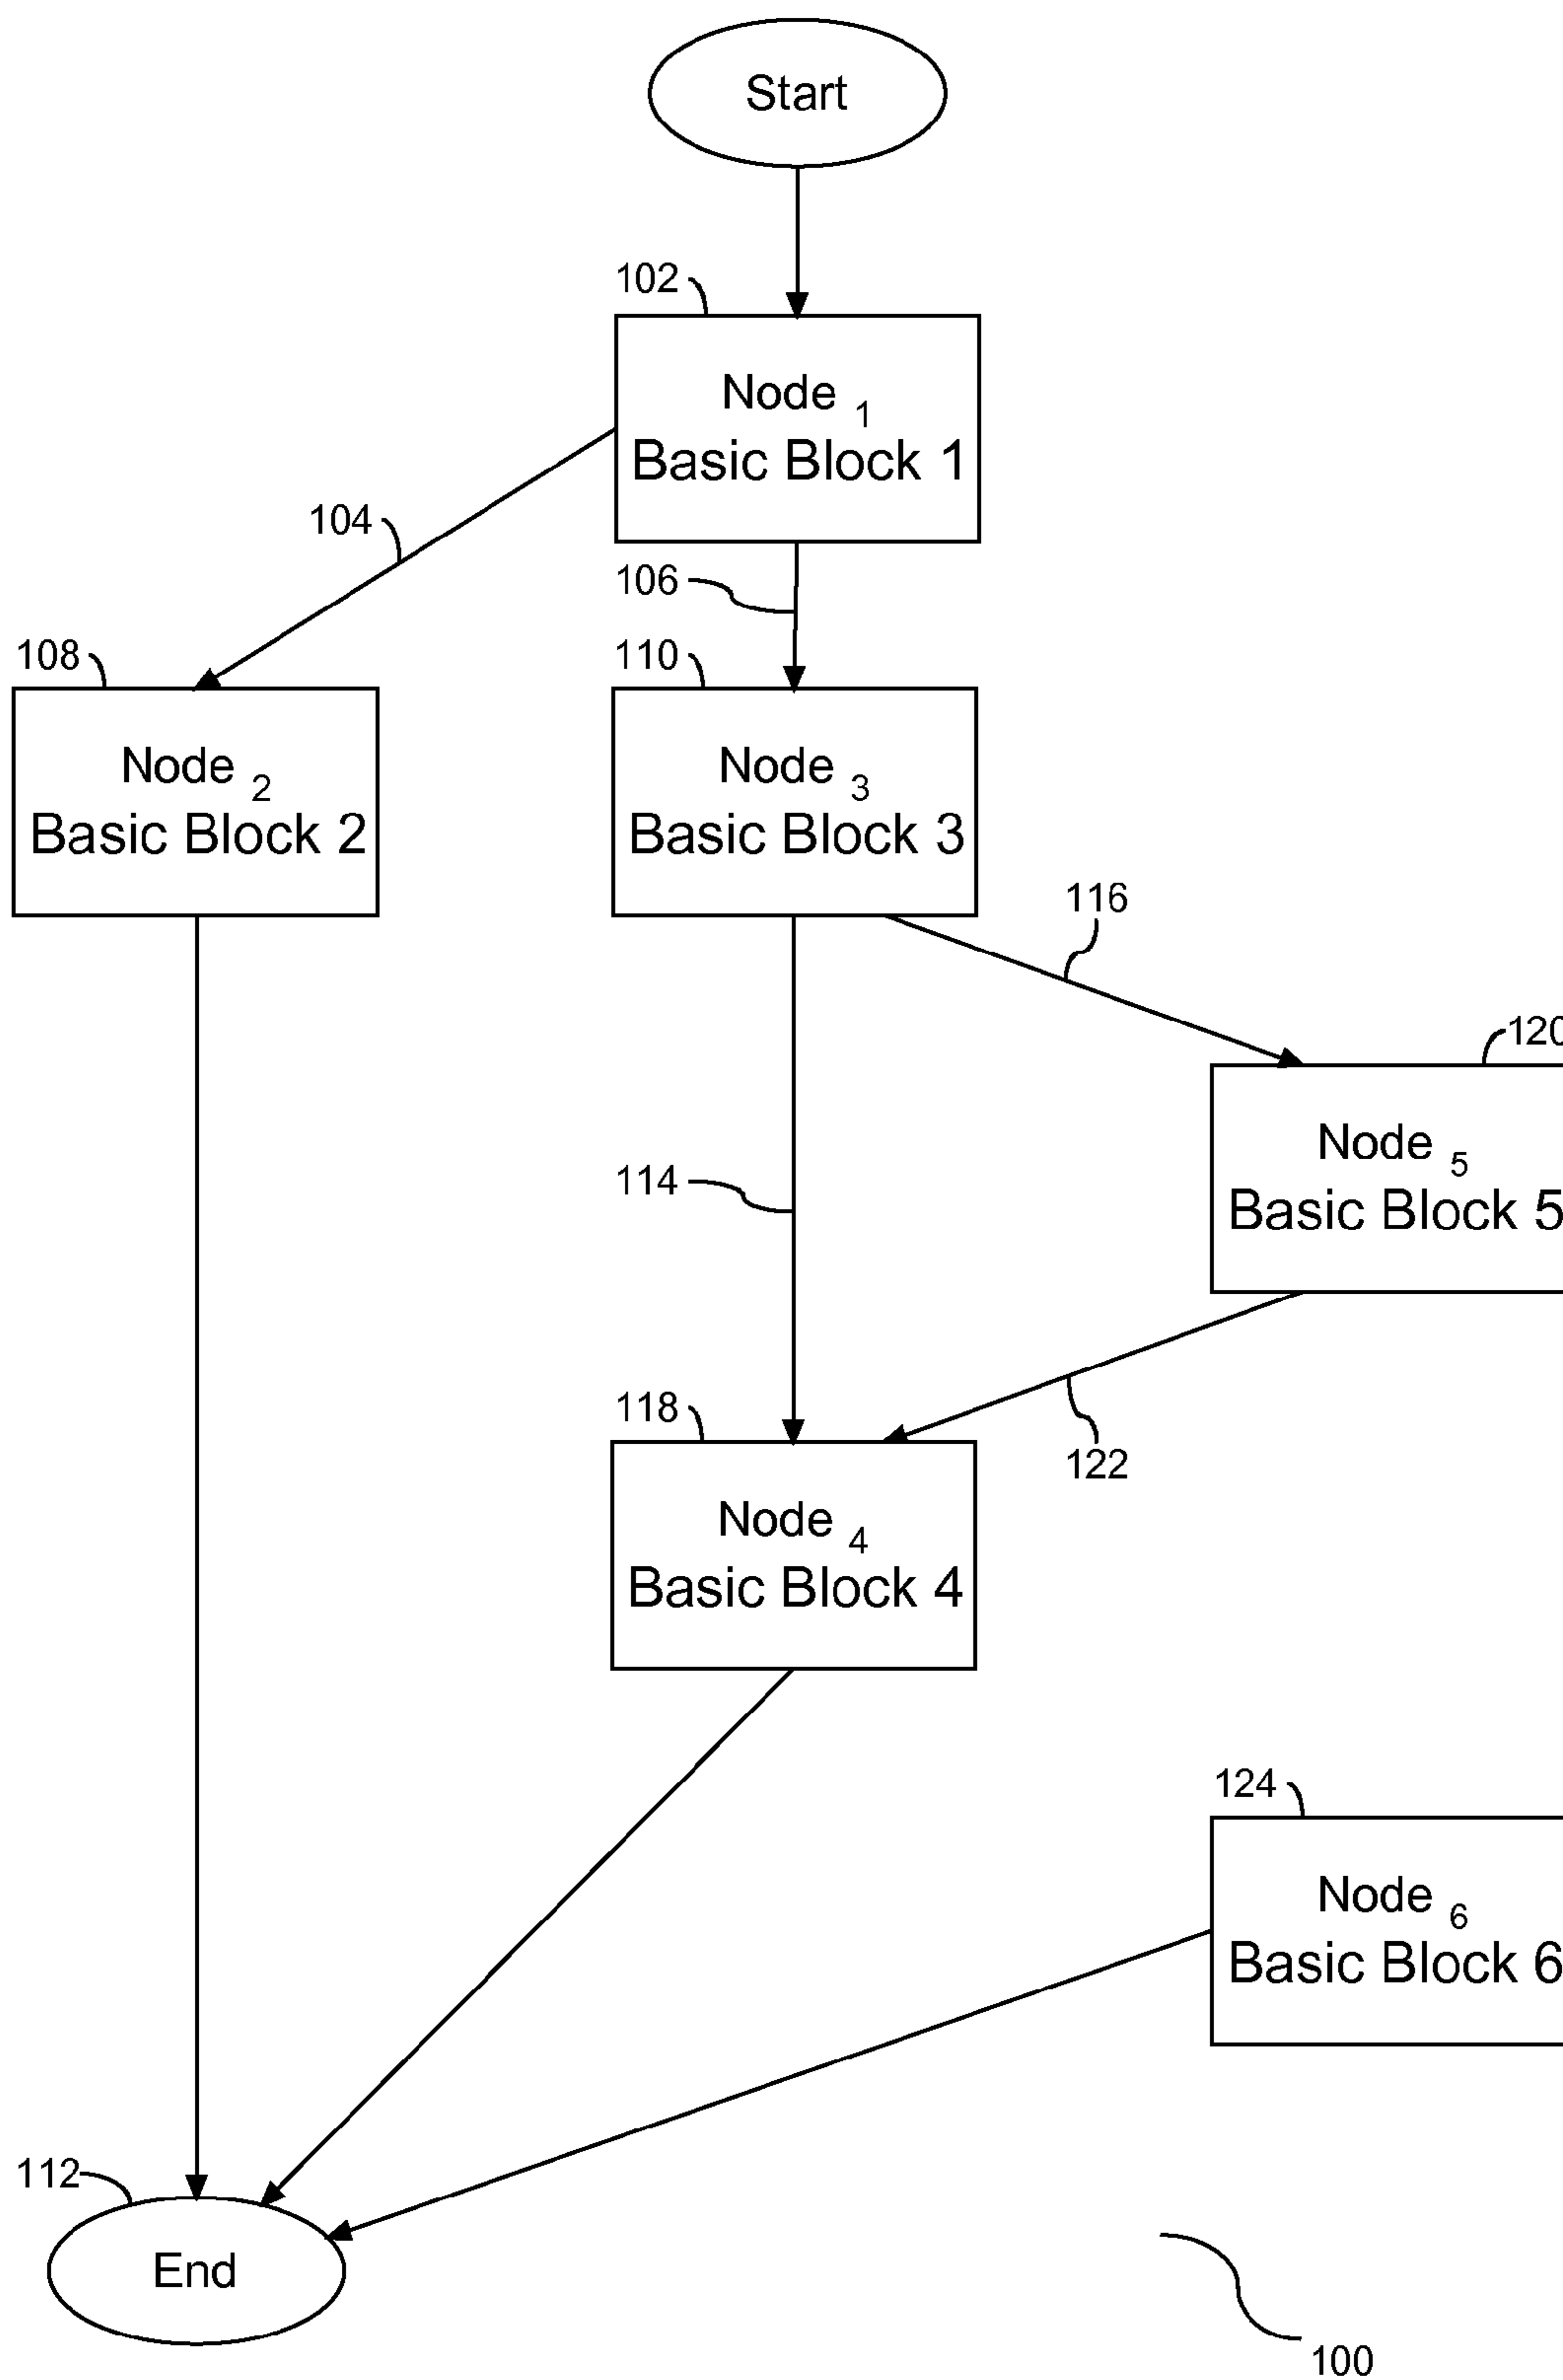 Start
102
Node 1
Basic Block 1
104
106
108
110
Node 2
Basic Block 2
Node 3
Basic Block 3
116
120
Node 5
Basic Block 5
114
118
122
Node 4
Basic Block 4
124
Node 6
Basic Block 6
112
End
100